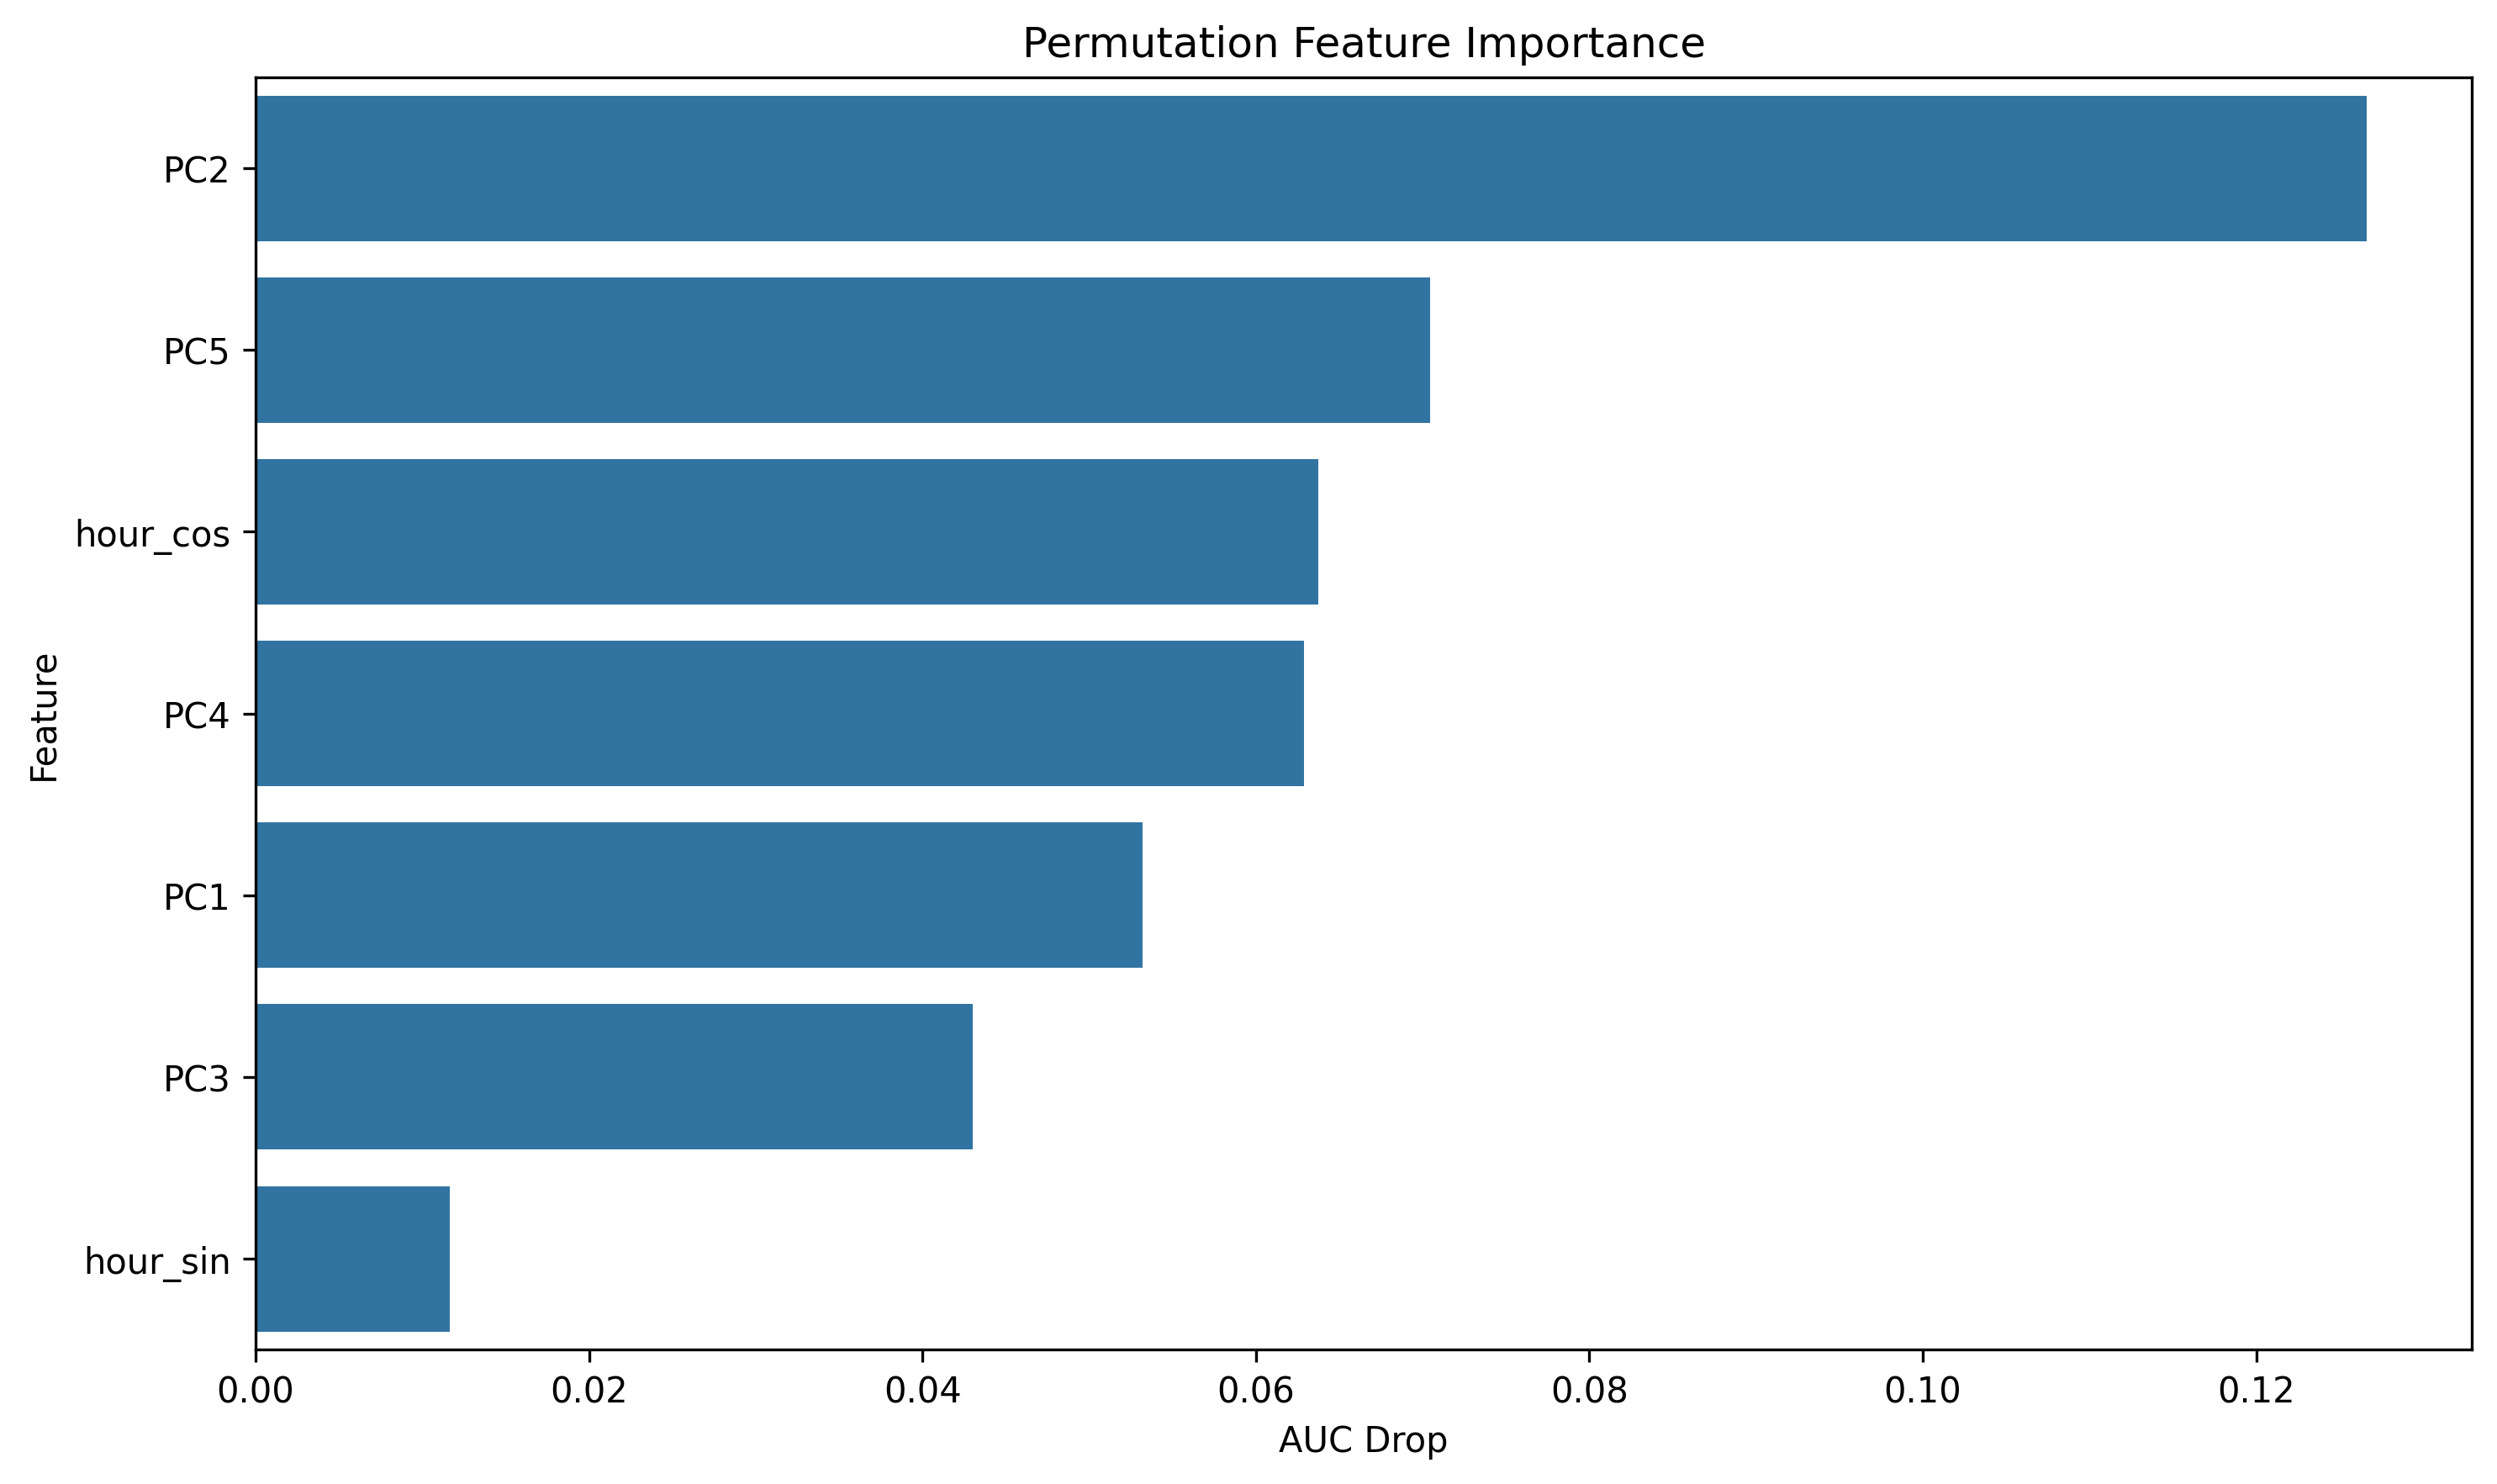 Permutation Feature Importance
PC2
PC5
hour_cos
PC4
PC1
PC3
hour_sin
Feature
0.00 0.02 0.04 0.06 0.08 0.10 0.12
AUC Drop